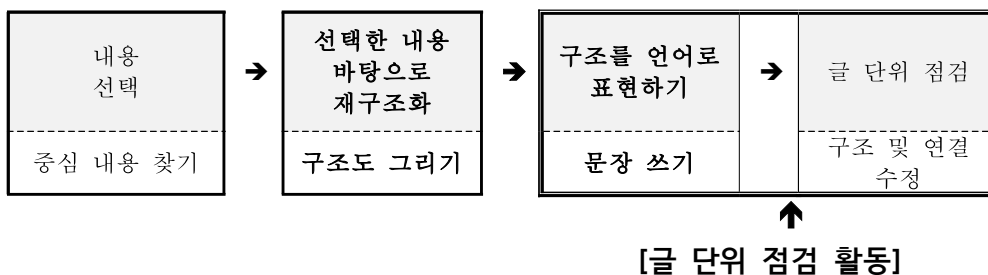 내용
선택
중심 내용 찾기
➔
선택한 내용
바탕으로
재구조화
구조도 그리기
➔
구조를 언어로
표현하기
문장 쓰기
➔
글 단위 점검
구조 및 연결
수정
[글 단위 점검 활동]